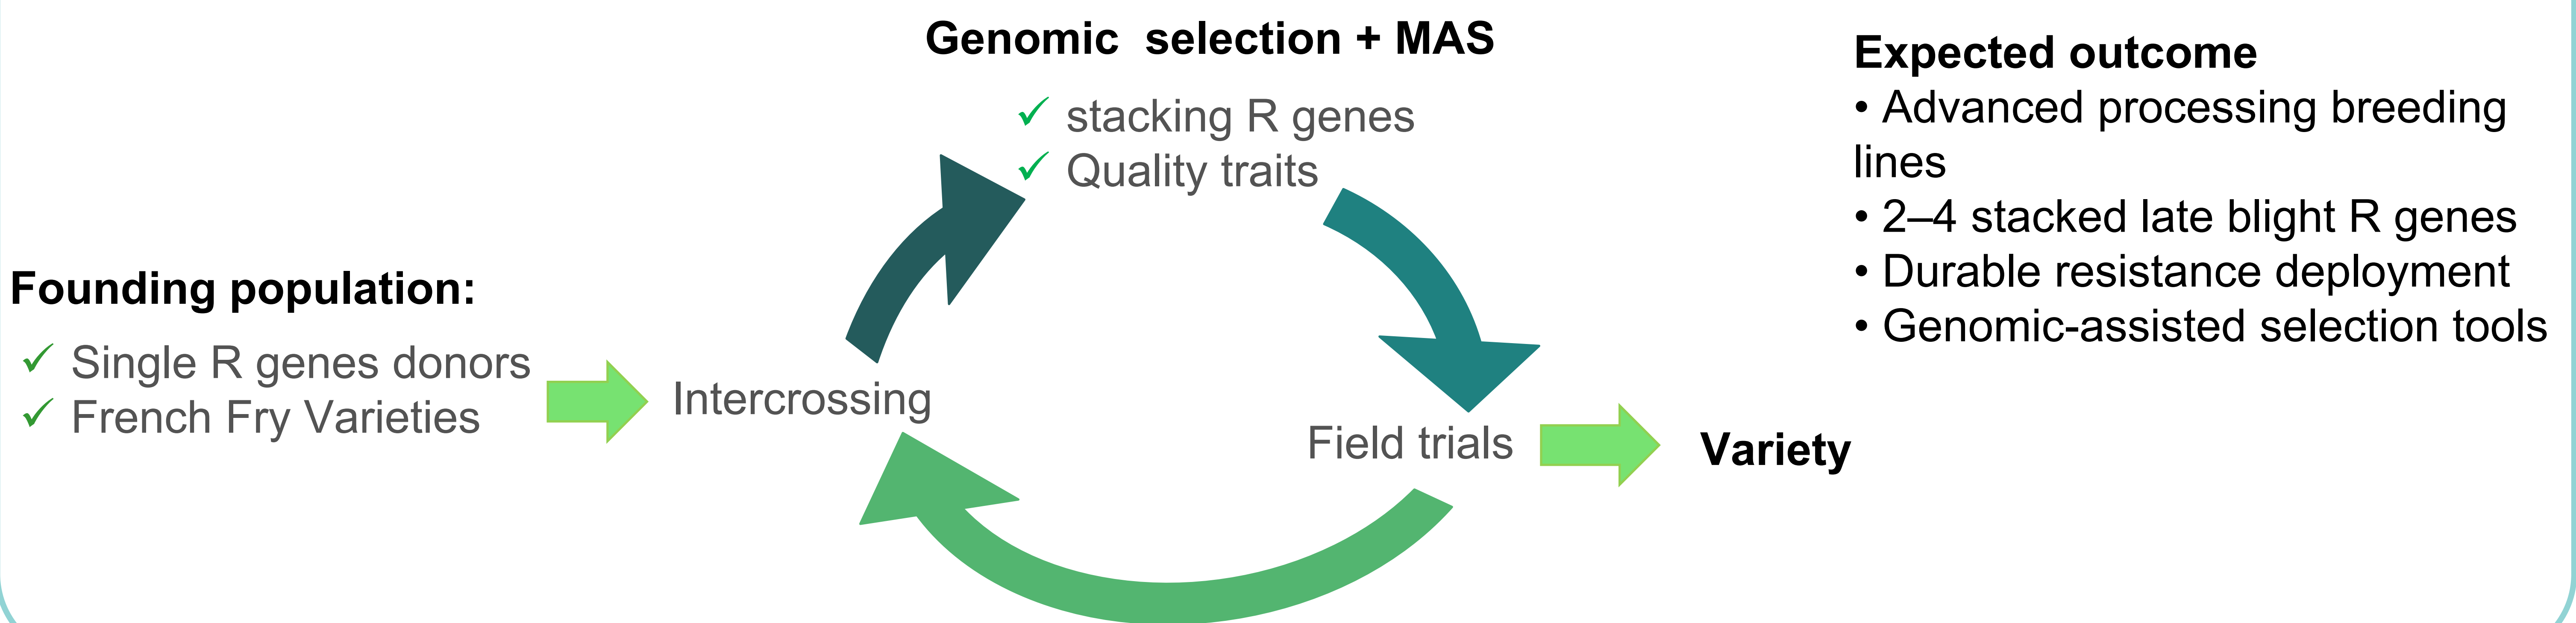 Genomic selection + MAS
✓ stacking R genes
✓ Quality traits
Founding population:
✓ Single R genes donors
✓ French Fry Varieties
Intercrossing
Field trials
Variety
Expected outcome
• Advanced processing breeding
lines
• 2–4 stacked late blight R genes
• Durable resistance deployment
• Genomic-assisted selection tools